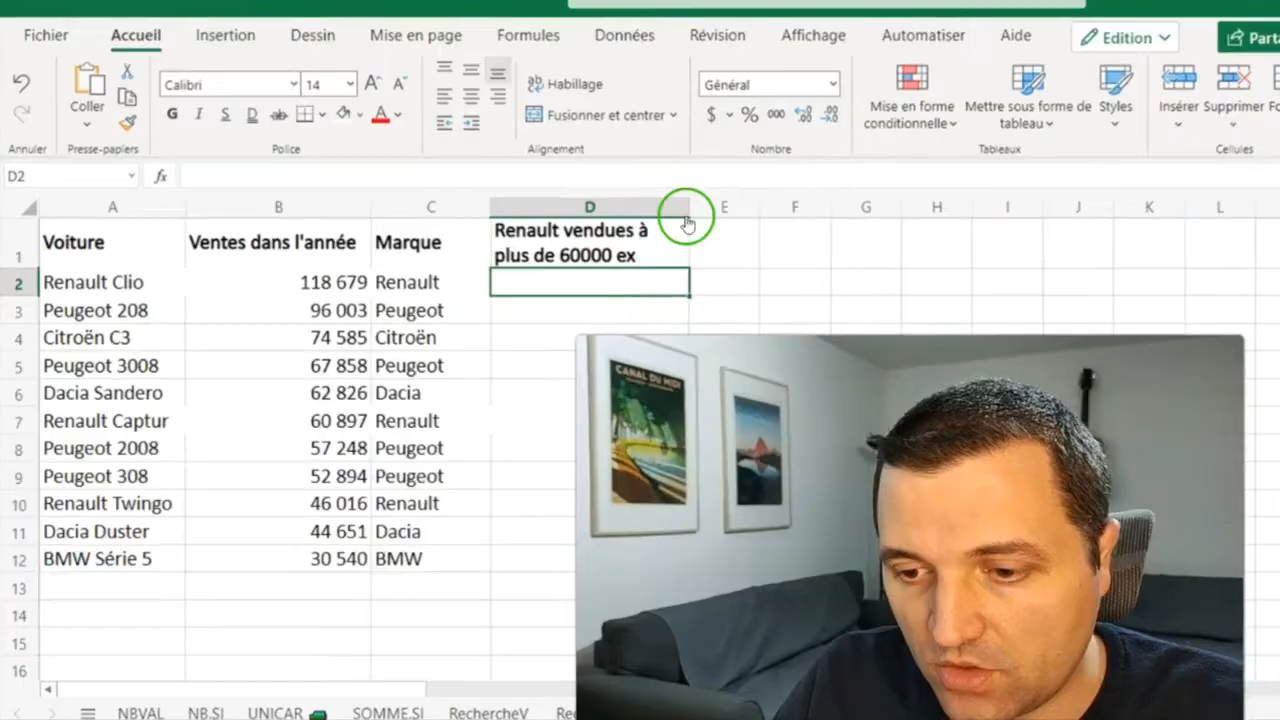 Fichier Accueil Insertion Dessin Mise en page Formules Données Révision Affichage Automatiser Aide Edition
Coller Calibri 14 Habillage Général Mise en forme Mettre sous forme de Styles Insérer Supprimer
G I S D ab Fusionner et centrer $ % 000 conditionnelle tableau
Annuler Presse-papiers Police Alignement Nombre Tableaux Cellules
D2 fx
A B C D E F G H I J K L
1 Voiture Ventes dans l'année Marque Renault vendues à
plus de 60000 ex
2 Renault Clio 118 679 Renault
3 Peugeot 208 96 003 Peugeot
4 Citroën C3 74 585 Citroën
5 Peugeot 3008 67 858 Peugeot
6 Dacia Sandero 62 826 Dacia
7 Renault Captur 60 897 Renault
8 Peugeot 2008 57 248 Peugeot
9 Peugeot 308 52 894 Peugeot
10 Renault Twingo 46 016 Renault
11 Dacia Duster 44 651 Dacia
12 BMW Série 5 30 540 BMW
13
14
15
16
CANAL DU MIDI
NBVAL NB.SI UNICAR SOMME.SI RechercheV